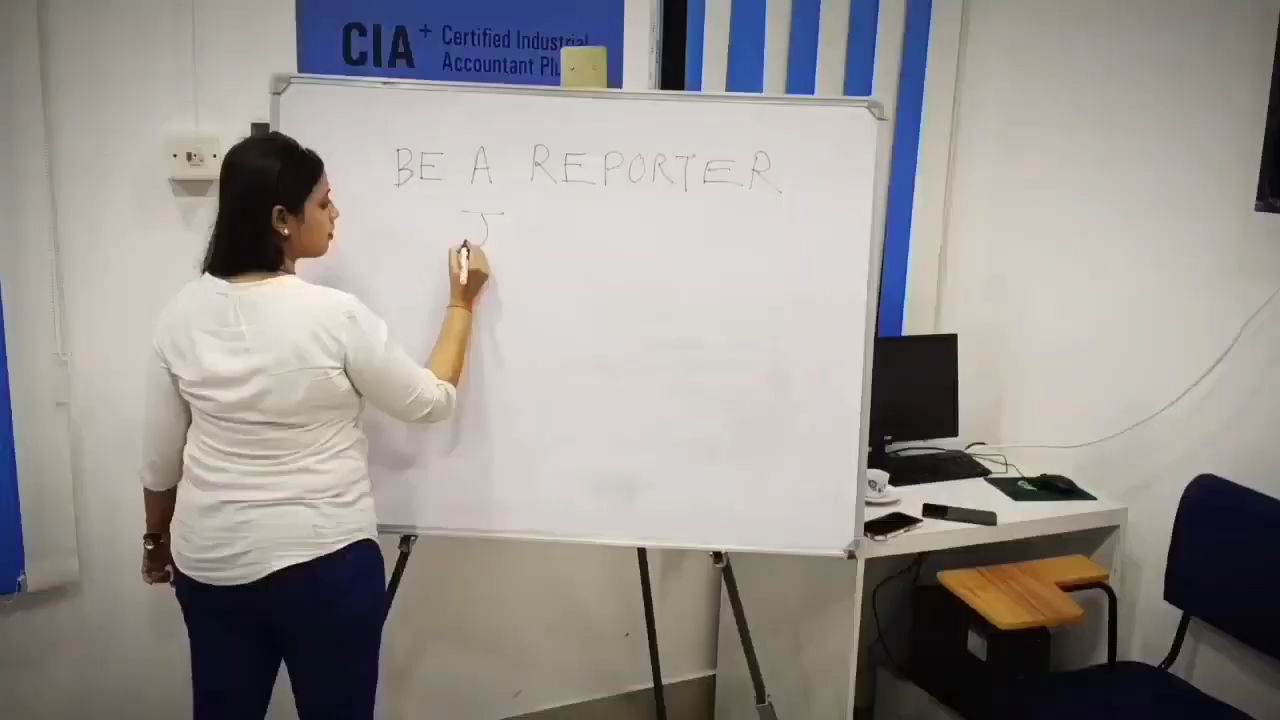 CIA+ Certified Industrial
Accountant Plu
BE A REPORTER
J